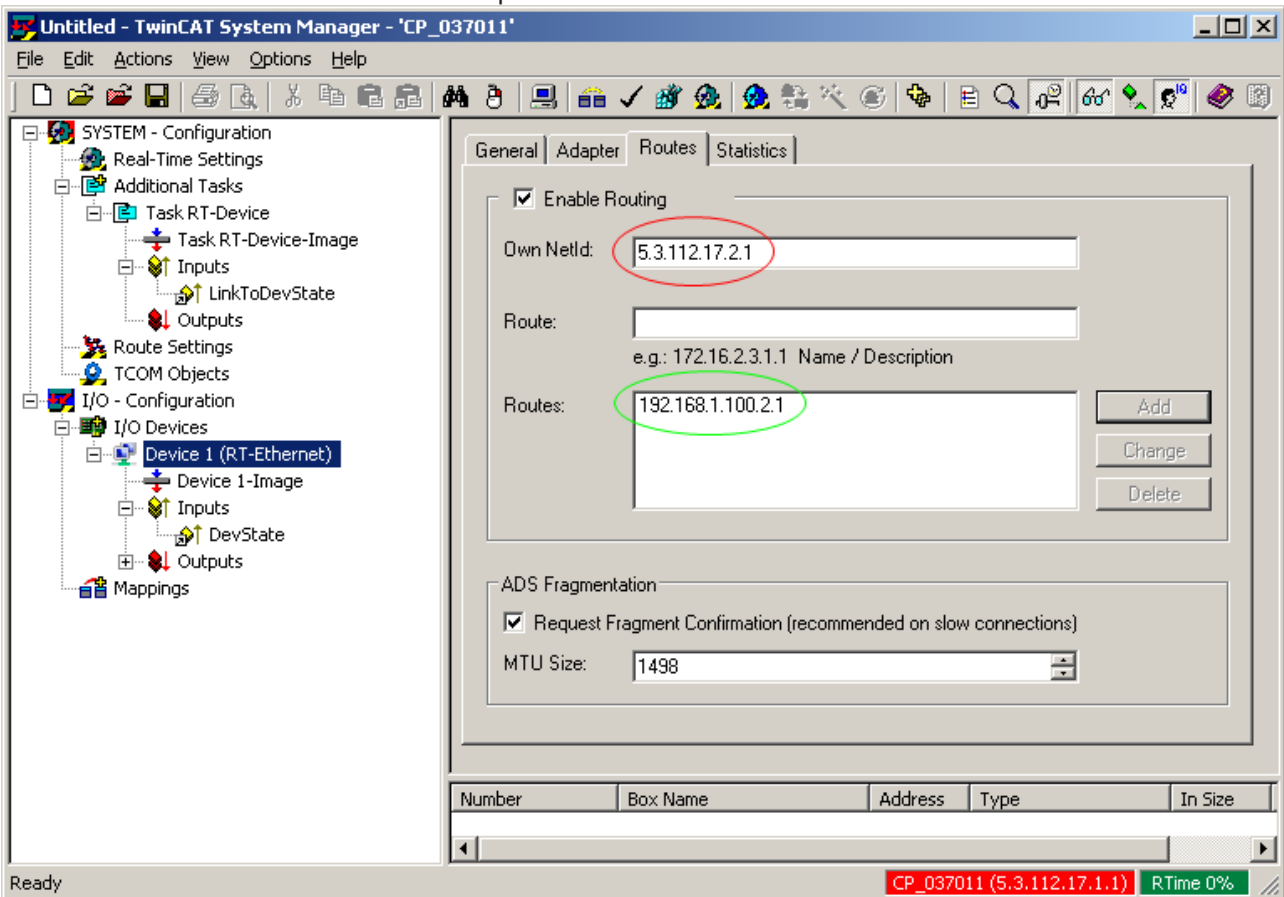 Untitled - TwinCAT System Manager - 'CP_037011'
File Edit Actions View Options Help
SYSTEM - Configuration
Real-Time Settings
Additional Tasks
Task RT-Device
Task RT-Device-Image
Inputs
LinkToDevState
Outputs
Route Settings
TCOM Objects
I/O - Configuration
I/O Devices
Device 1 (RT-Ethernet)
Device 1-Image
Inputs
DevState
Outputs
Mappings
General Adapter Routes Statistics
Enable Routing
Own NetId: 5.3.112.17.2.1
Route:
e.g.: 172.16.2.3.1.1 Name / Description
Routes: 192.168.1.100.2.1
Add
Change
Delete
ADS Fragmentation
Request Fragment Confirmation (recommended on slow connections)
MTU Size: 1498
Number Box Name Address Type In Size
Ready CP_037011 (5.3.112.17.1.1) RTime 0%